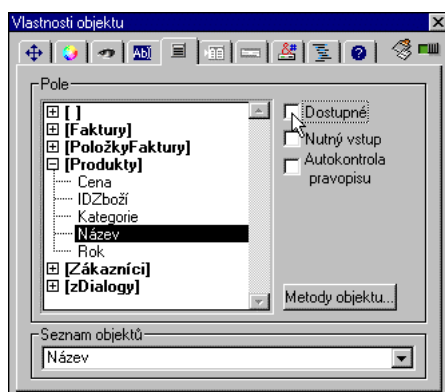 Vlastnosti objektu
Pole
[ ]
[Faktury]
[PoložkyFaktury]
[Produkty]
Cena
IDZboží
Kategorie
Název
Rok
[Zákazníci]
[zDialogy]
Dostupné
Nutný vstup
Autokontrola
pravopisu
Metody objektu...
Seznam objektů
Název